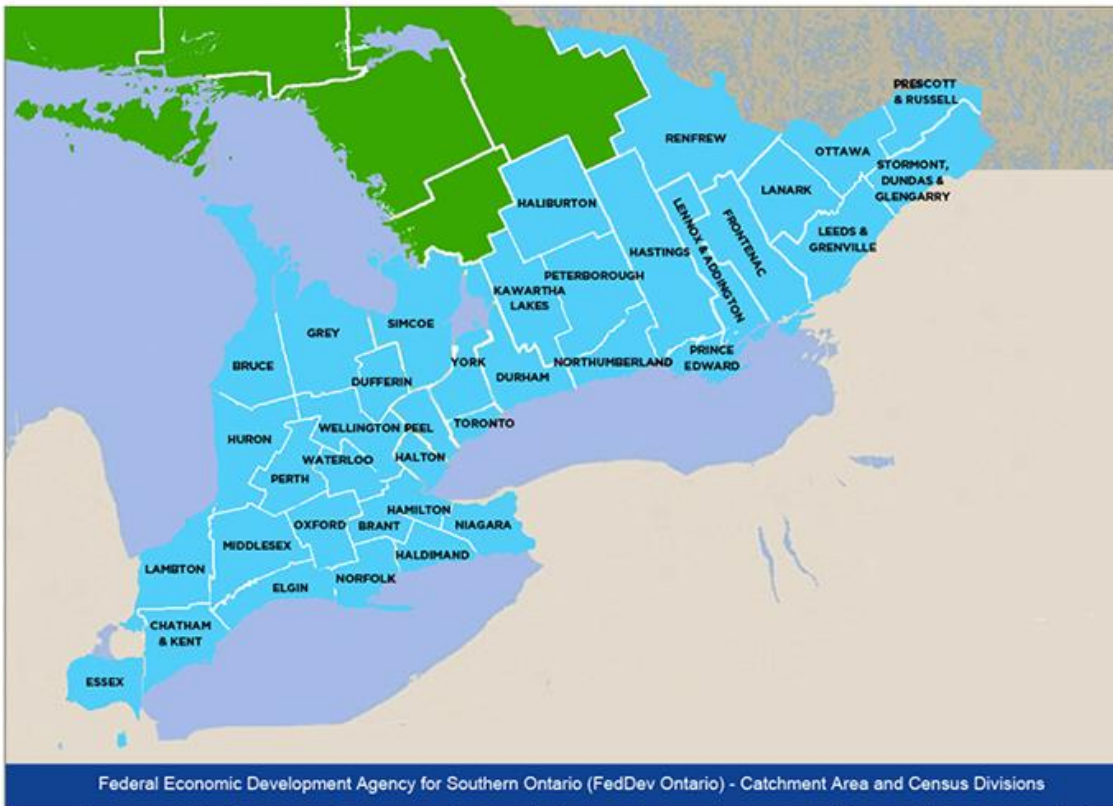 PRESCOTT
& RUSSELL
RENFREW
OTTAWA
STORMONT,
DUNDAS &
GLENGARRY
LANARK
HALIBURTON
LENNOX & ADDINGTON
FRONTENAC
LEEDS &
GRENVILLE
HASTINGS
PETERBOROUGH
KAWARTHA
LAKES
SIMCOE
GREY
PRINCE
EDWARD
YORK
NORTHUMBERLAND
BRUCE
DURHAM
DUFFERIN
TORONTO
WELLINGTON
PEEL
HURON
HALTON
WATERLOO
PERTH
HAMILTON
OXFORD
BRANT
NIAGARA
MIDDLESEX
HALDIMAND
LAMBTON
NORFOLK
ELGIN
CHATHAM
& KENT
ESSEX
Federal Economic Development Agency for Southern Ontario (FedDev Ontario) - Catchment Area and Census Divisions